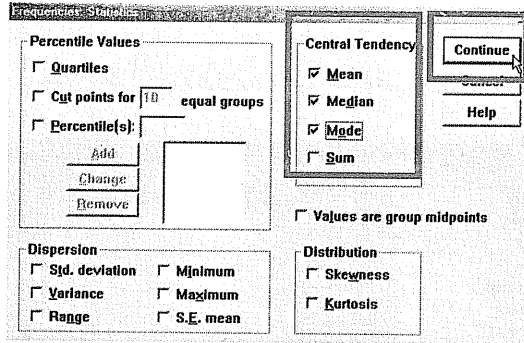 Frequencies: Statistics
Percentile Values
Quartiles
Cut points for 10 equal groups
Percentile(s):
Add
Change
Remove
Central Tendency
Mean
Median
Mode
Sum
Continue
Cancel
Help
Values are group midpoints
Dispersion
Std. deviation Minimum
Variance Maximum
Range S.E. mean
Distribution
Skewness
Kurtosis